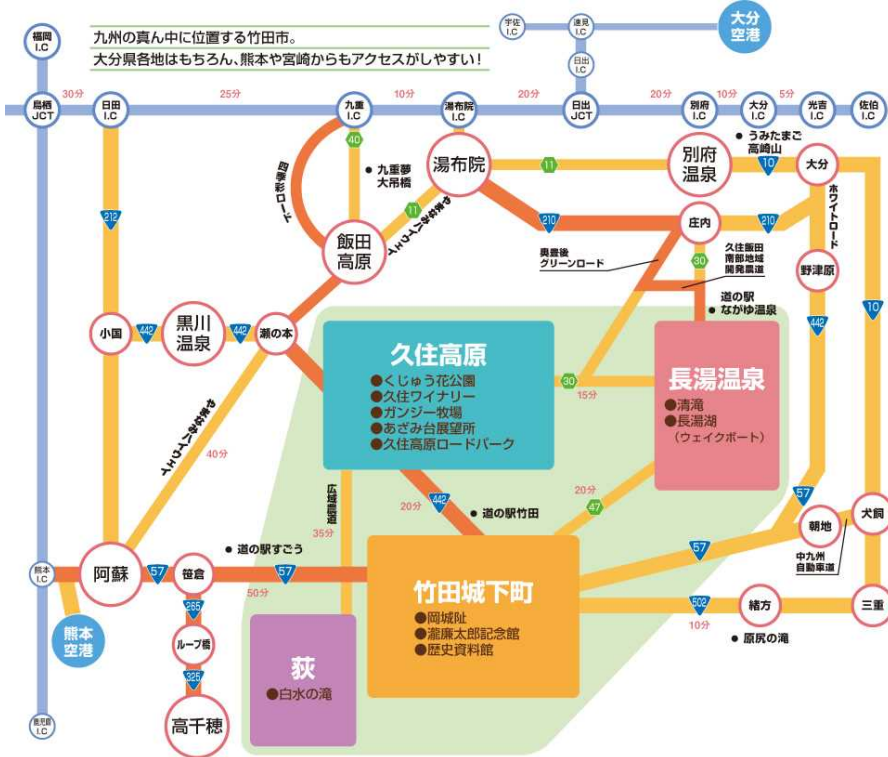 九州の真ん中に位置する竹田市。
大分県各地はもちろん、熊本や宮崎からもアクセスがしやすい!
宇佐
I.C
速見
I.C
大分
空港
日出
I.C
福岡
I.C
30分
25分
10分
20分
20分
10分
5分
鳥栖
JCT
日田
I.C
九重
I.C
湯布院
I.C
日出
JCT
別府
I.C
大分
I.C
光吉
I.C
佐伯
I.C
40
● 九重夢
大吊橋
湯布院
11
別府
温泉
● うみたまご
高崎山
10
大分
四季彩ロード
11
やまなみハイウェイ
212
飯田
高原
210
庄内
210
ホワイトロード
奥豊後
グリーンロード
30
久住飯田
南部地域
開発農道
野津原
道の駅
● ながゆ温泉
10
442
小国
442
黒川
温泉
442
瀬の本
久住高原
●くじゅう花公園
●久住ワイナリー
●ガンジー牧場
●あざみ台展望所
●久住高原ロードパーク
30
15分
長湯温泉
●清滝
●長湯湖
(ウェイクボート)
やまなみハイウェイ
40分
広域農道
35分
20分
442
● 道の駅竹田
20分
47
57
57
朝地
犬飼
中九州
自動車道
● 道の駅すごう
熊本
I.C
阿蘇
57
笹倉
57
50分
265
ループ橋
325
高千穂
熊本
空港
鹿児島
I.C
竹田城下町
●岡城阯
●瀧廉太郎記念館
●歴史資料館
502
10分
緒方
三重
● 原尻の滝
荻
●白水の滝